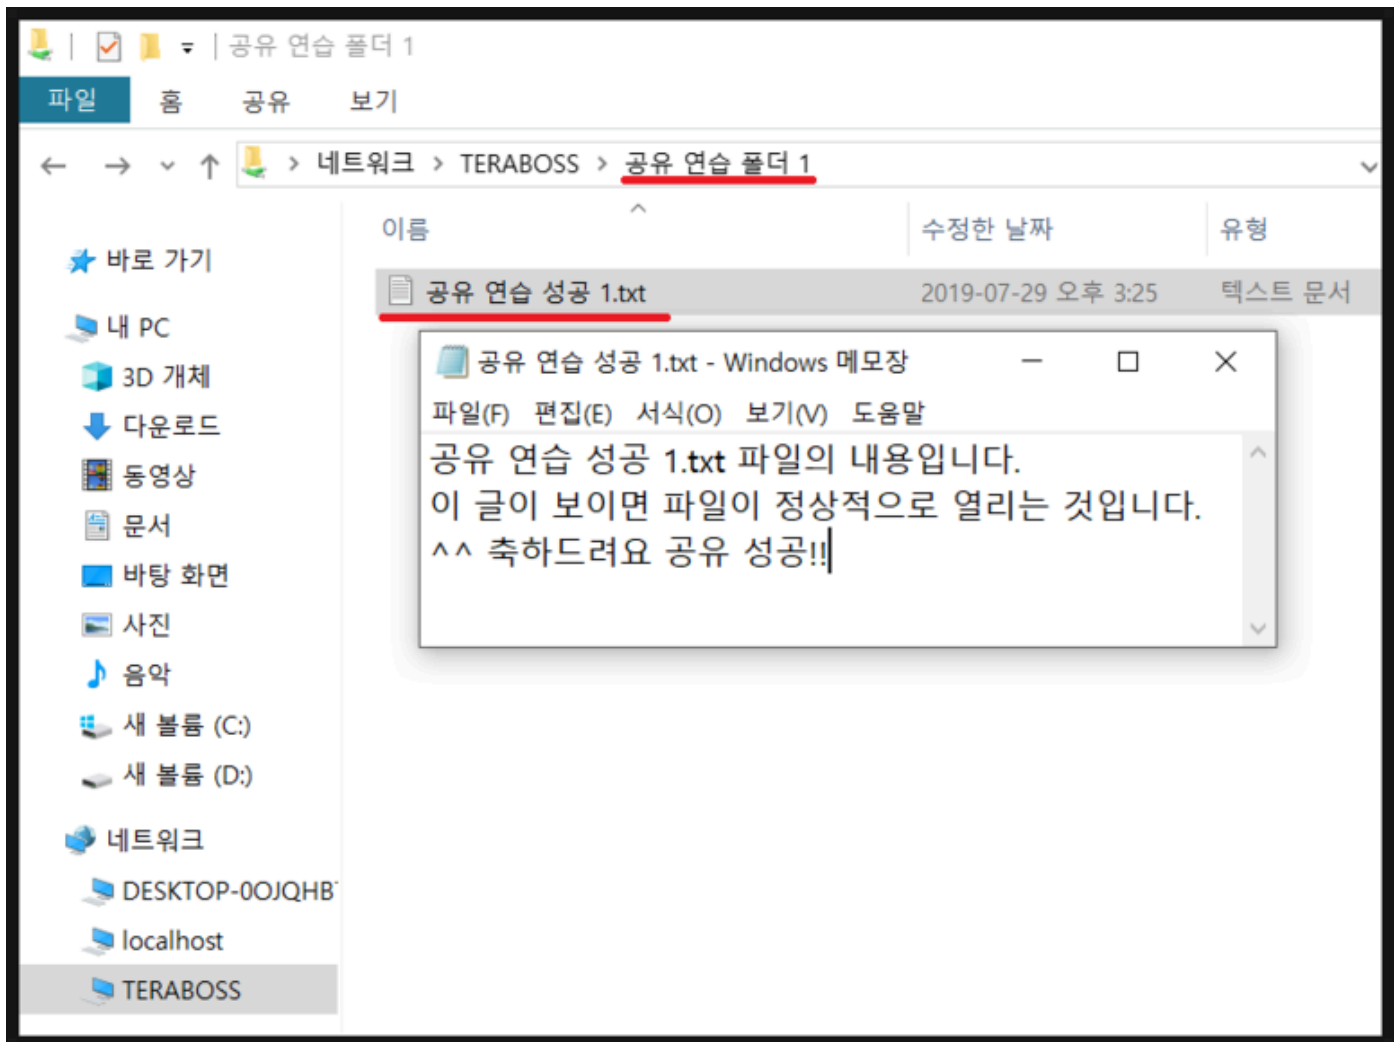 공유 연습 폴더 1
파일 홈 공유 보기
네트워크 > TERABOSS > 공유 연습 폴더 1
이름 수정한 날짜 유형
바로 가기
공유 연습 성공 1.txt 2019-07-29 오후 3:25 텍스트 문서
내 PC
3D 개체
다운로드
동영상
문서
바탕 화면
사진
음악
새 볼륨 (C:)
새 볼륨 (D:)
네트워크
DESKTOP-0OJQHB
localhost
TERABOSS
공유 연습 성공 1.txt - Windows 메모장
파일(F) 편집(E) 서식(O) 보기(V) 도움말
공유 연습 성공 1.txt 파일의 내용입니다.
이 글이 보이면 파일이 정상적으로 열리는 것입니다.
^^ 축하드려요 공유 성공!!